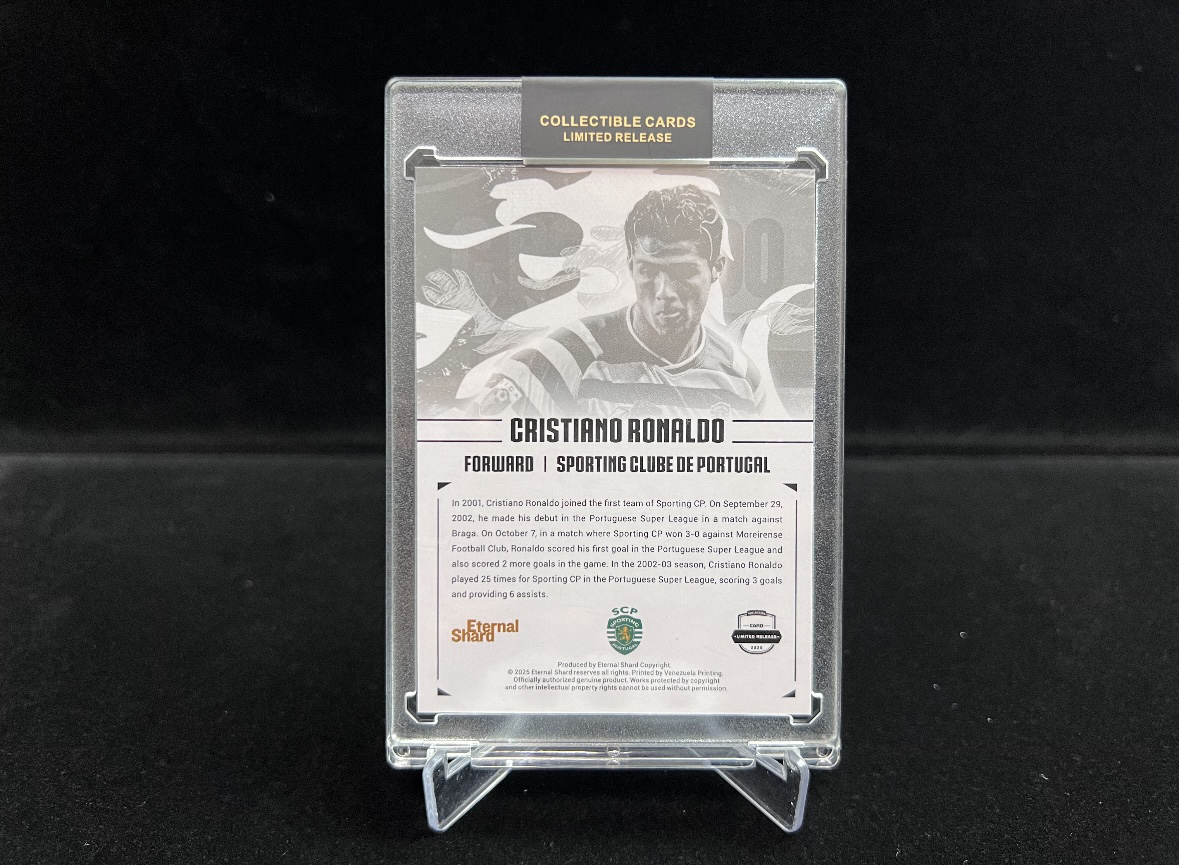 COLLECTIBLE CARDS
LIMITED RELEASE
CRISTIANO RONALDO
FORWARD | SPORTING CLUBE DE PORTUGAL
In 2001, Cristiano Ronaldo joined the first team of Sporting CP. On September 29,
2002, he made his debut in the Portuguese Super League in a match against
Braga. On October 7, in a match where Sporting CP won 3-0 against Moreirense
Football Club, Ronaldo scored his first goal in the Portuguese Super League and
also scored 2 more goals in the game. In the 2002-03 season, Cristiano Ronaldo
played 25 times for Sporting CP in the Portuguese Super League, scoring 3 goals
and providing 6 assists.
Eternal
Shard
SCP
SPORTING
PORTUGAL
CARD
LIMITED RELEASE
2025
Produced by Eternal Shard Copyright.
© 2025 Eternal Shard reserves all rights. Printed by Venezuela Printing.
Officially authorized genuine product. Works protected by copyright
and other intellectual property rights cannot be used without permission.